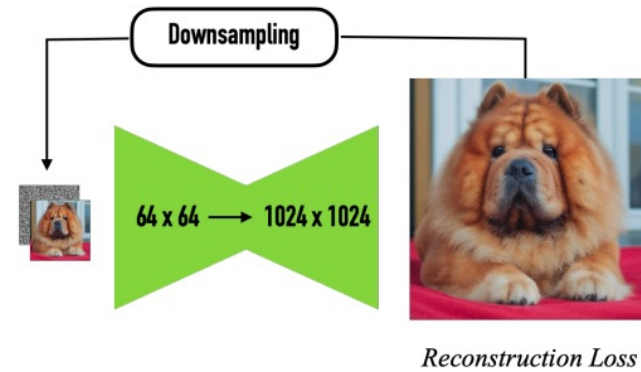 Downsampling
64 x 64 → 1024 x 1024
Reconstruction Loss